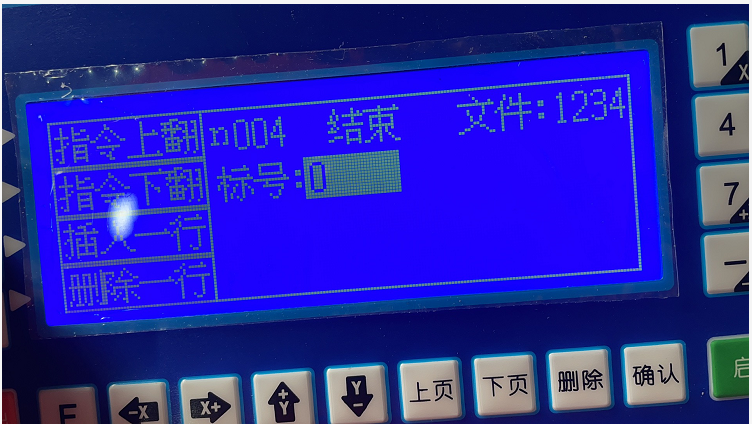 指令上翻 n004 结束 文件:1234
指令下翻 标号:0
插入一行
删除一行
1
X
4
7
+
—
F
-X
X+
+Y
Y-
上页
下页
删除
确认
启